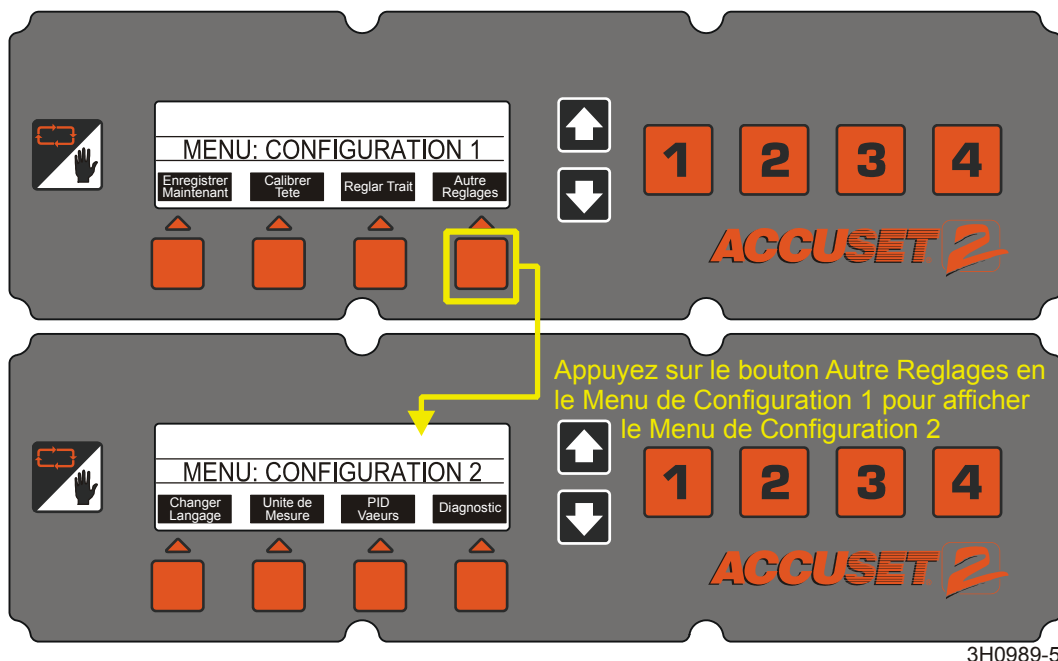 MENU: CONFIGURATION 1
Enregistrer
Maintenant
Calibrer
Tete
Reglar Trait
Autre
Reglages
1 2 3 4
ACCUSET 2
Appuyez sur le bouton Autre Reglages en
le Menu de Configuration 1 pour afficher
le Menu de Configuration 2
MENU: CONFIGURATION 2
Changer
Langage
Unite de
Mesure
PID
Vaeurs
Diagnostic
1 2 3 4
ACCUSET 2
3H0989-5